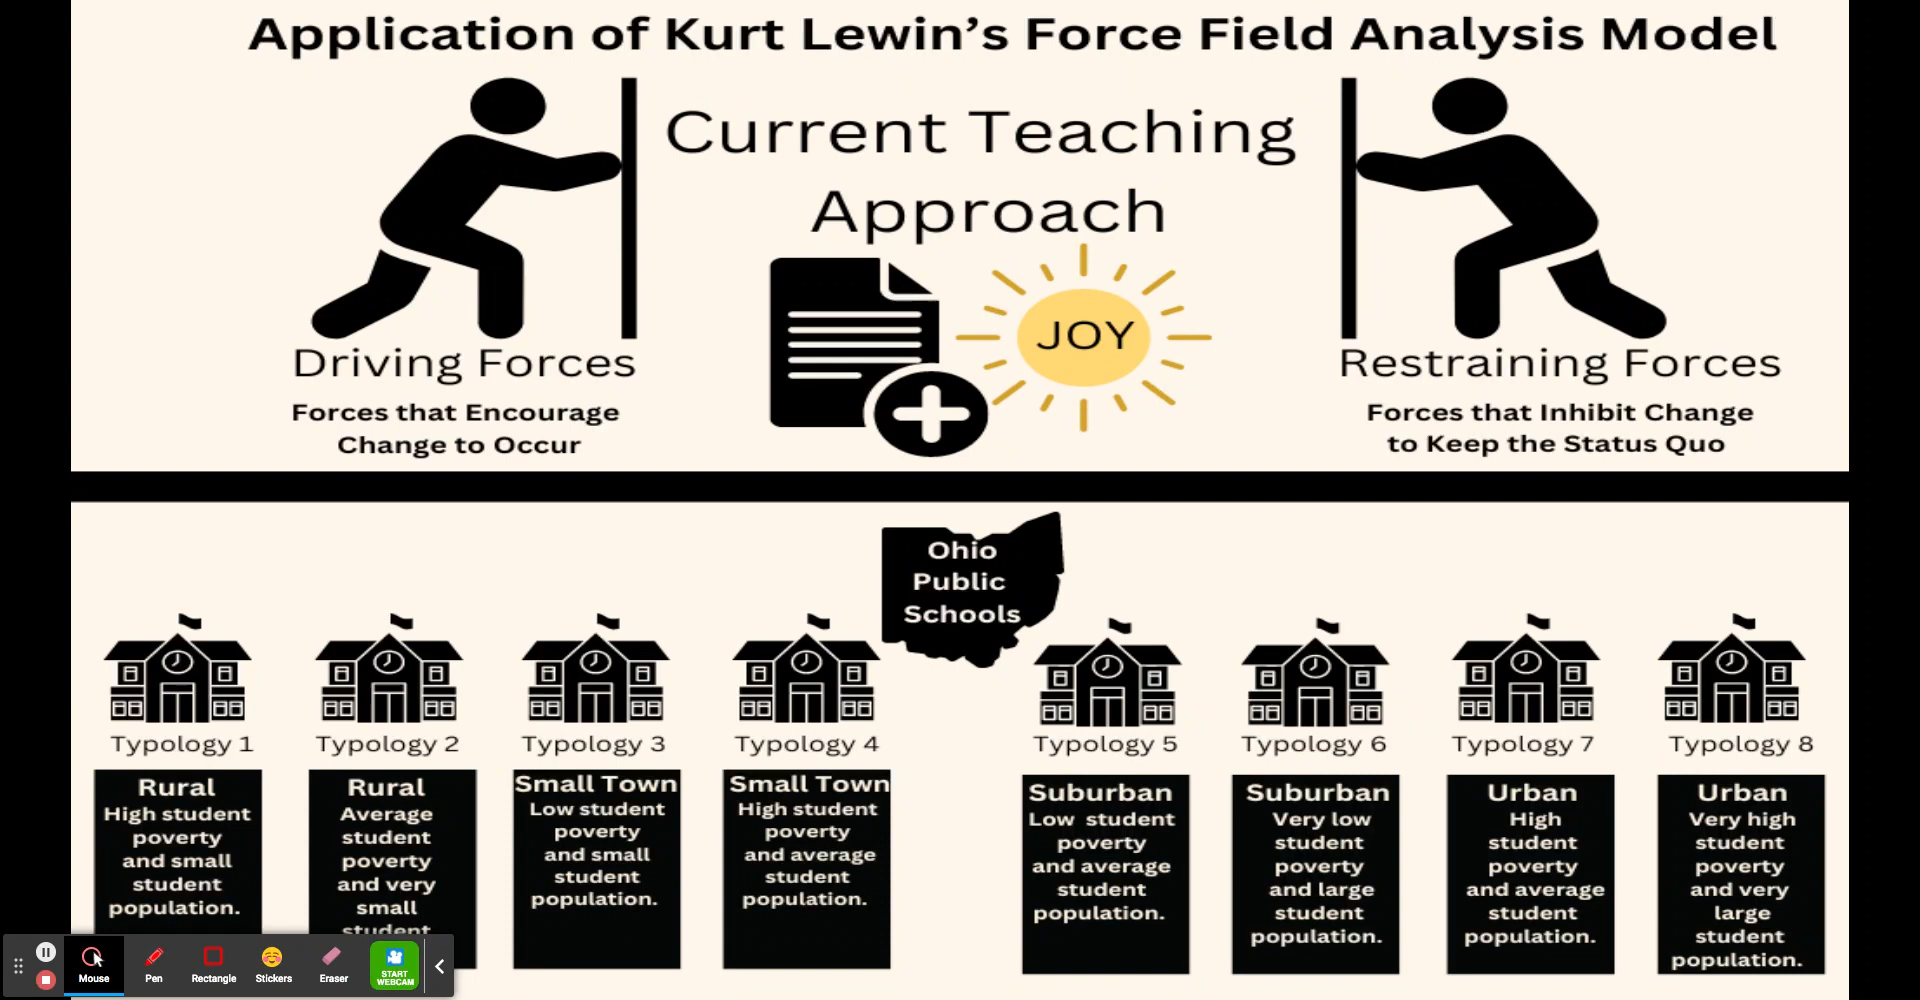 Application of Kurt Lewin's Force Field Analysis Model
Current Teaching
Approach
JOY
Driving Forces
Forces that Encourage
Change to Occur
Restraining Forces
Forces that Inhibit Change
to Keep the Status Quo
Ohio
Public
Schools
Typology 1
Rural
High student
poverty
and small
student
population.
Typology 2
Rural
Average
student
poverty
and very
small
student
Typology 3
Small Town
Low student
poverty
and small
student
population.
Typology 4
Small Town
High student
poverty
and average
student
population.
Typology 5
Suburban
Low student
poverty
and average
student
population.
Typology 6
Suburban
Very low
student
poverty
and large
student
population.
Typology 7
Urban
High
student
poverty
and average
student
population.
Typology 8
Urban
Very high
student
poverty
and very
large
student
population.
Mouse
Pen
Rectangle
Stickers
Eraser
START
WEBCAM